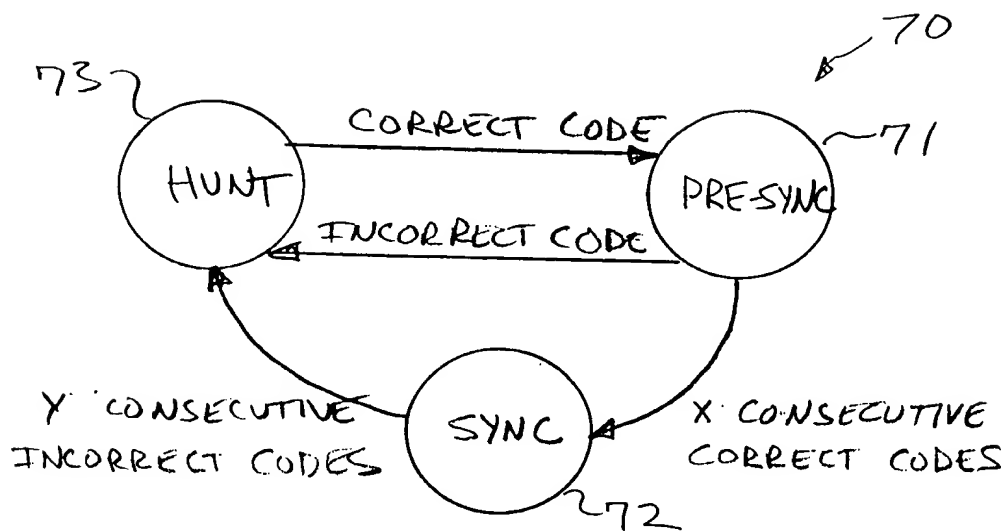 70
73
CORRECT CODE
71
HUNT
PRE-SYNC
INCORRECT CODE
Y CONSECUTIVE
INCORRECT CODES
SYNC
X CONSECUTIVE
CORRECT CODES
72